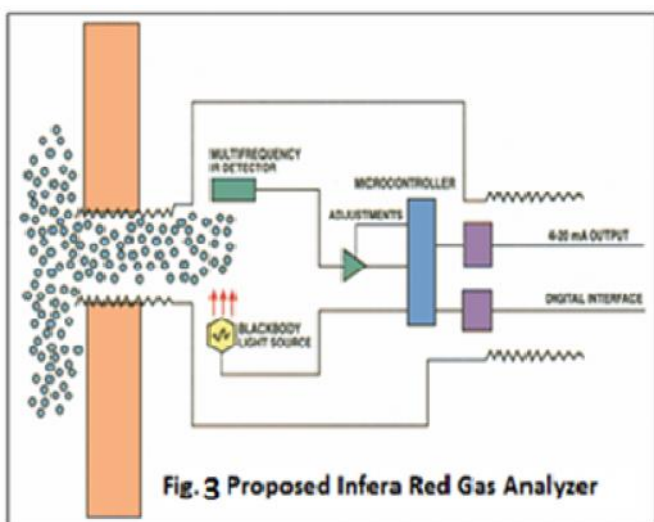 MULTIFREQUENCY
IR DETECTOR
MICROCONTROLLER
ADJUSTMENTS
4-20 mA OUTPUT
DIGITAL INTERFACE
BLACKBODY
LIGHT SOURCE
Fig. 3 Proposed Infera Red Gas Analyzer